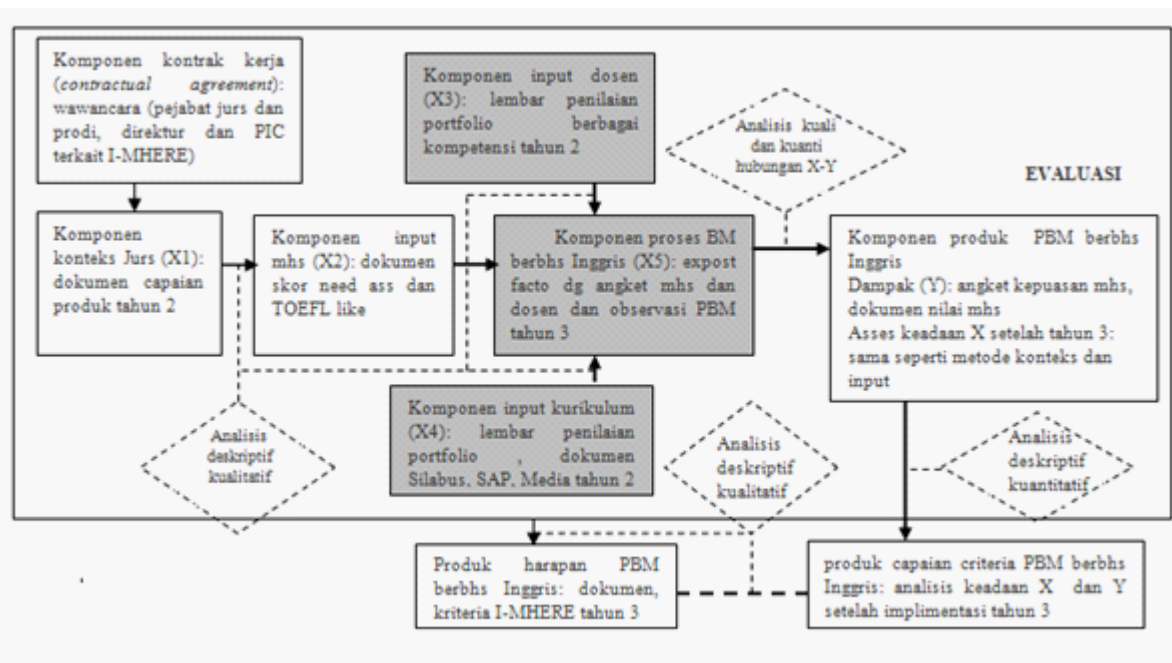 Komponen kontrak kerja
(contractual agreement):
wawancara (pejabat jurs dan
prodi, direktur dan PIC
terkait I-MHERE)
Komponen input dosen
(X3): lembar penilaian
portfolio berbagai
kompetensi tahun 2
Analisis kuali
dan kuanti
hubungan X-Y
EVALUASI
Komponen
konteks Jurs (X1):
dokumen capaian
produk tahun 2
Komponen input
mhs (X2): dokumen
skor need ass dan
TOEFL like
Komponen proses BM
berbhs Inggris (X5): expost
facto dg angket mhs dan
dosen dan observasi PBM
tahun 3
Komponen produk PBM berbhs
Inggris
Dampak (Y): angket kepuasan mhs,
dokumen nilai mhs
Asses keadaan X setelah tahun 3:
sama seperti metode konteks dan
input
Komponen input kurikulum
(X4): lembar penilaian
portfolio , dokumen
Silabus, SAP, Media tahun 2
Analisis
deskriptif
kualitatif
Analisis
deskriptif
kualitatif
Analisis
deskriptif
kuantitatif
Produk harapan PBM
berbhs Inggris: dokumen,
kriteria I-MHERE tahun 3
produk capaian criteria PBM berbhs
Inggris: analisis keadaan X dan Y
setelah implimentasi tahun 3